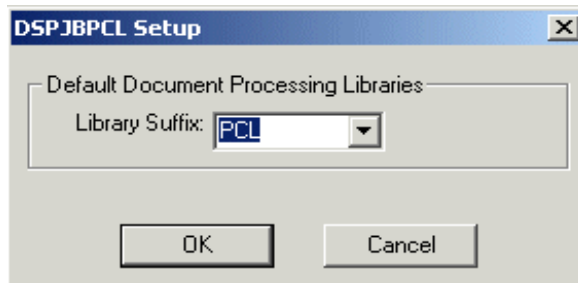 DSPJBPCL Setup
Default Document Processing Libraries
Library Suffix: PCL
OK Cancel